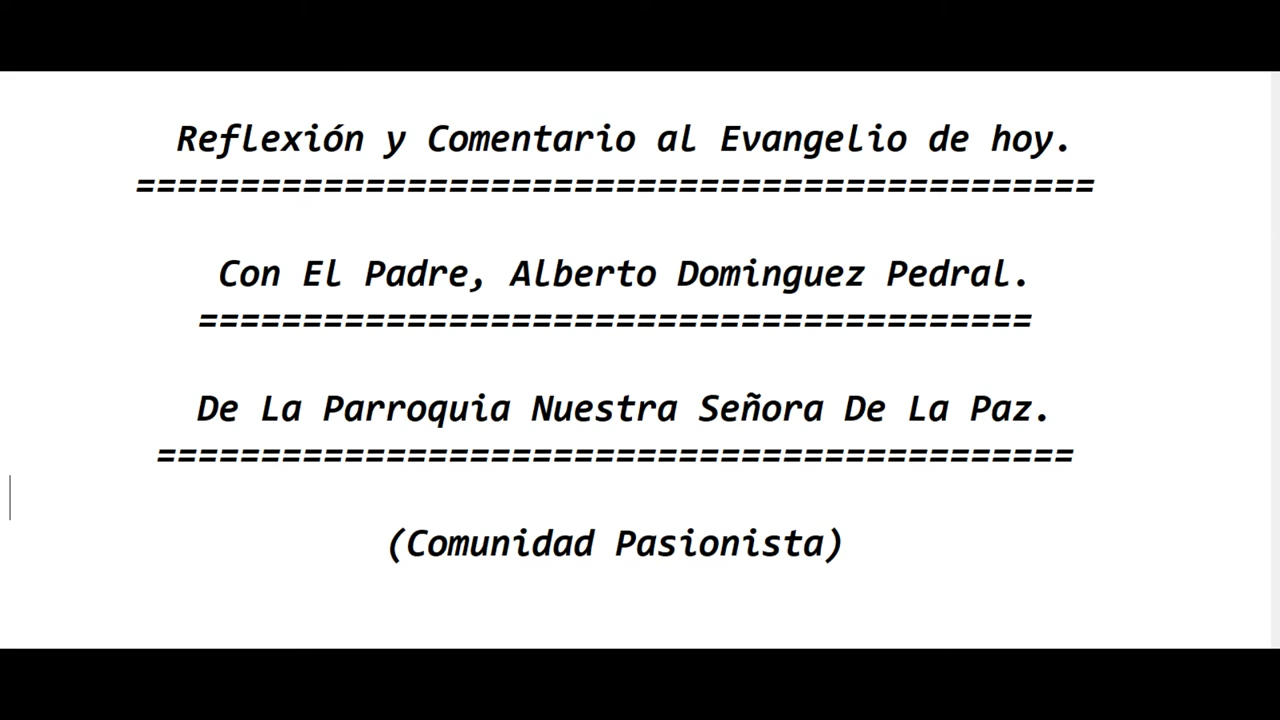 Reflexión y Comentario al Evangelio de hoy.
==============================================
Con El Padre, Alberto Dominguez Pedral.
========================================
De La Parroquia Nuestra Señora De La Paz.
============================================
(Comunidad Pasionista)